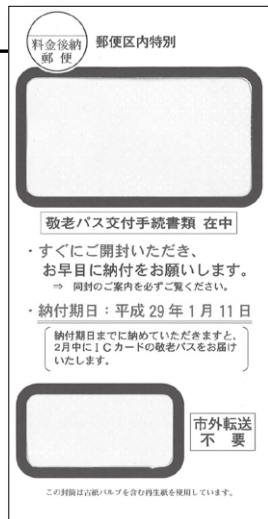 料金後納
郵便
郵便区内特別
敬老パス交付手続書類 在中
・すぐにご開封いただき、
お早目に納付をお願いします。
⇒ 同封のご案内を必ずご覧ください。
・納付期日：平成 29 年 1 月 11 日
納付期日までに納めていただきますと、
2月中にＩＣカードの敬老パスをお届け
いたします。
市外転送
不 要
この封筒は古紙パルプを含む再生紙を使用しています。